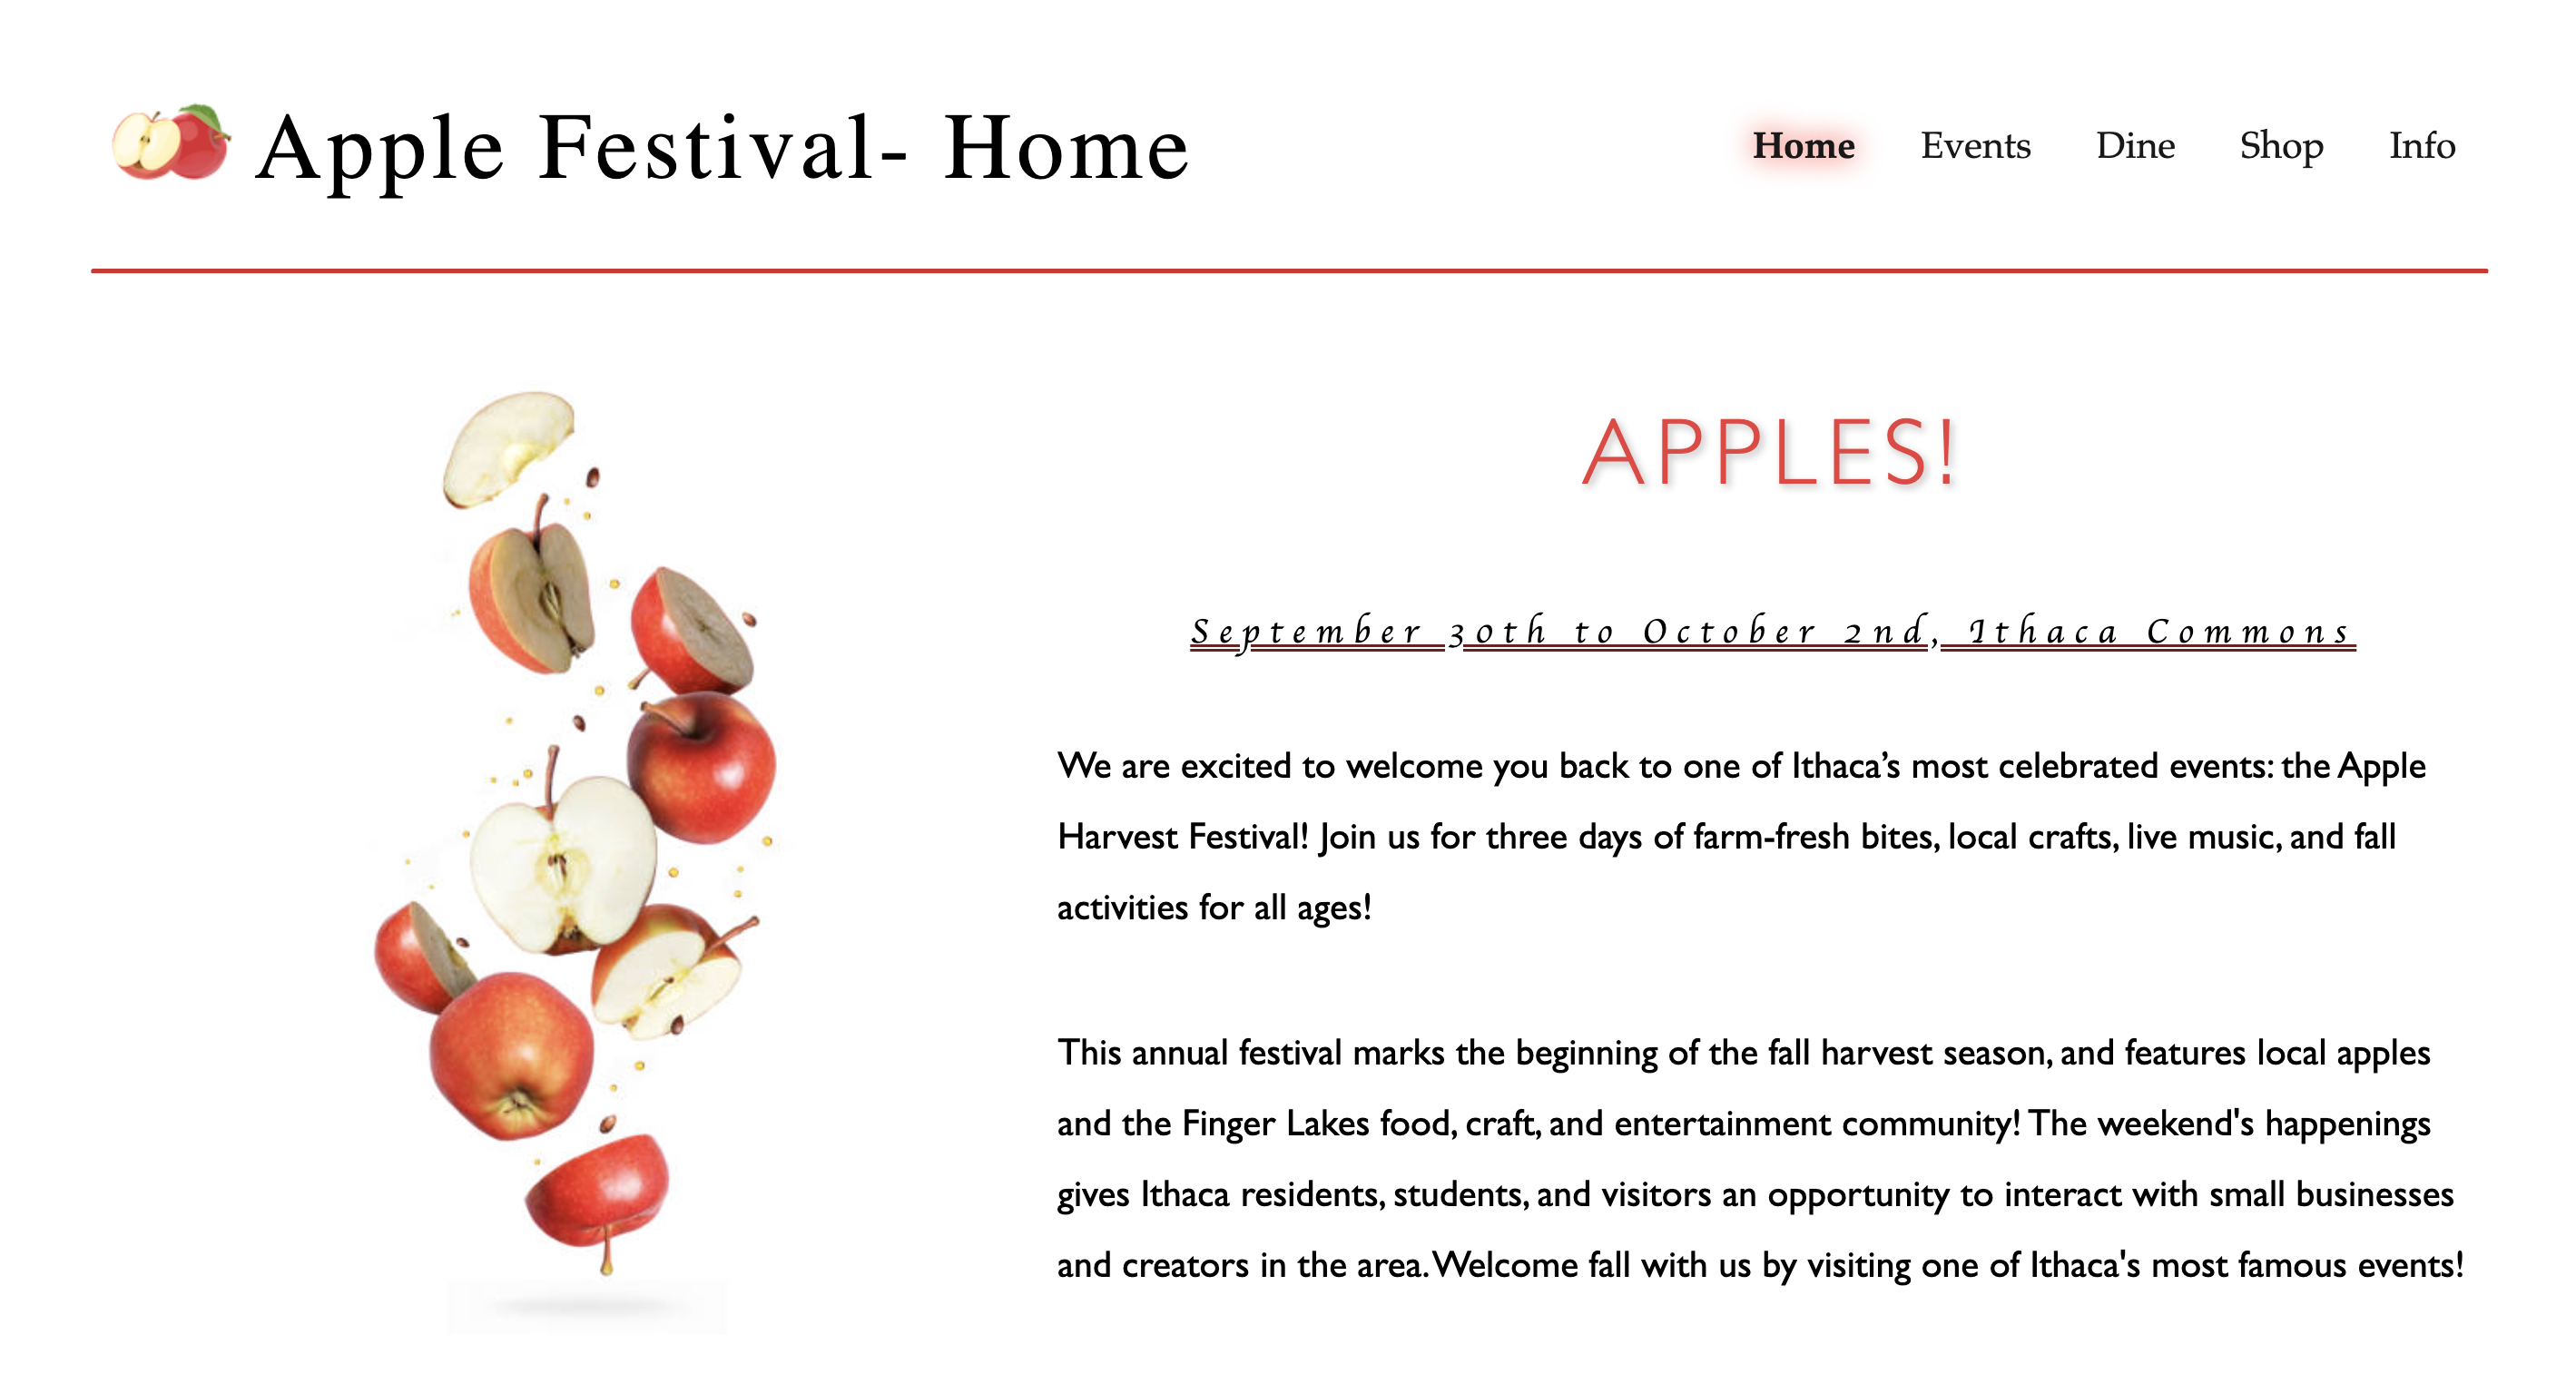 Apple Festival- Home
Home Events Dine Shop Info
APPLES!
September 30th to October 2nd, Ithaca Commons
We are excited to welcome you back to one of Ithaca’s most celebrated events: the Apple
Harvest Festival! Join us for three days of farm-fresh bites, local crafts, live music, and fall
activities for all ages!
This annual festival marks the beginning of the fall harvest season, and features local apples
and the Finger Lakes food, craft, and entertainment community! The weekend's happenings
gives Ithaca residents, students, and visitors an opportunity to interact with small businesses
and creators in the area. Welcome fall with us by visiting one of Ithaca's most famous events!